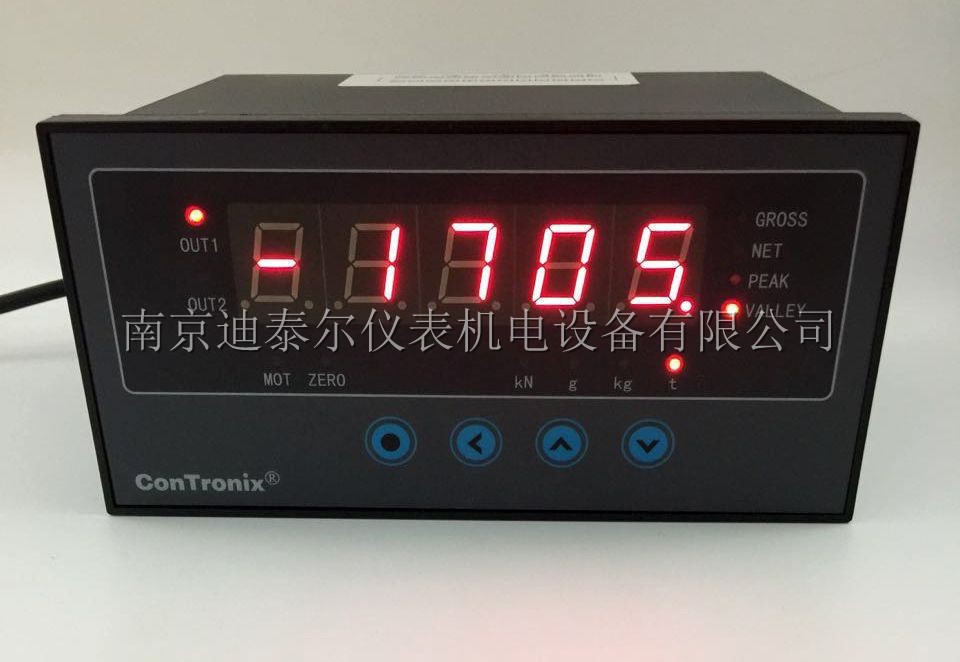 OUT1
-1705.
GROSS
NET
PEAK
OUT2
VALLEY
南京迪泰尔仪表机电设备有限公司
MOT ZERO kN g kg t
ConTronix®